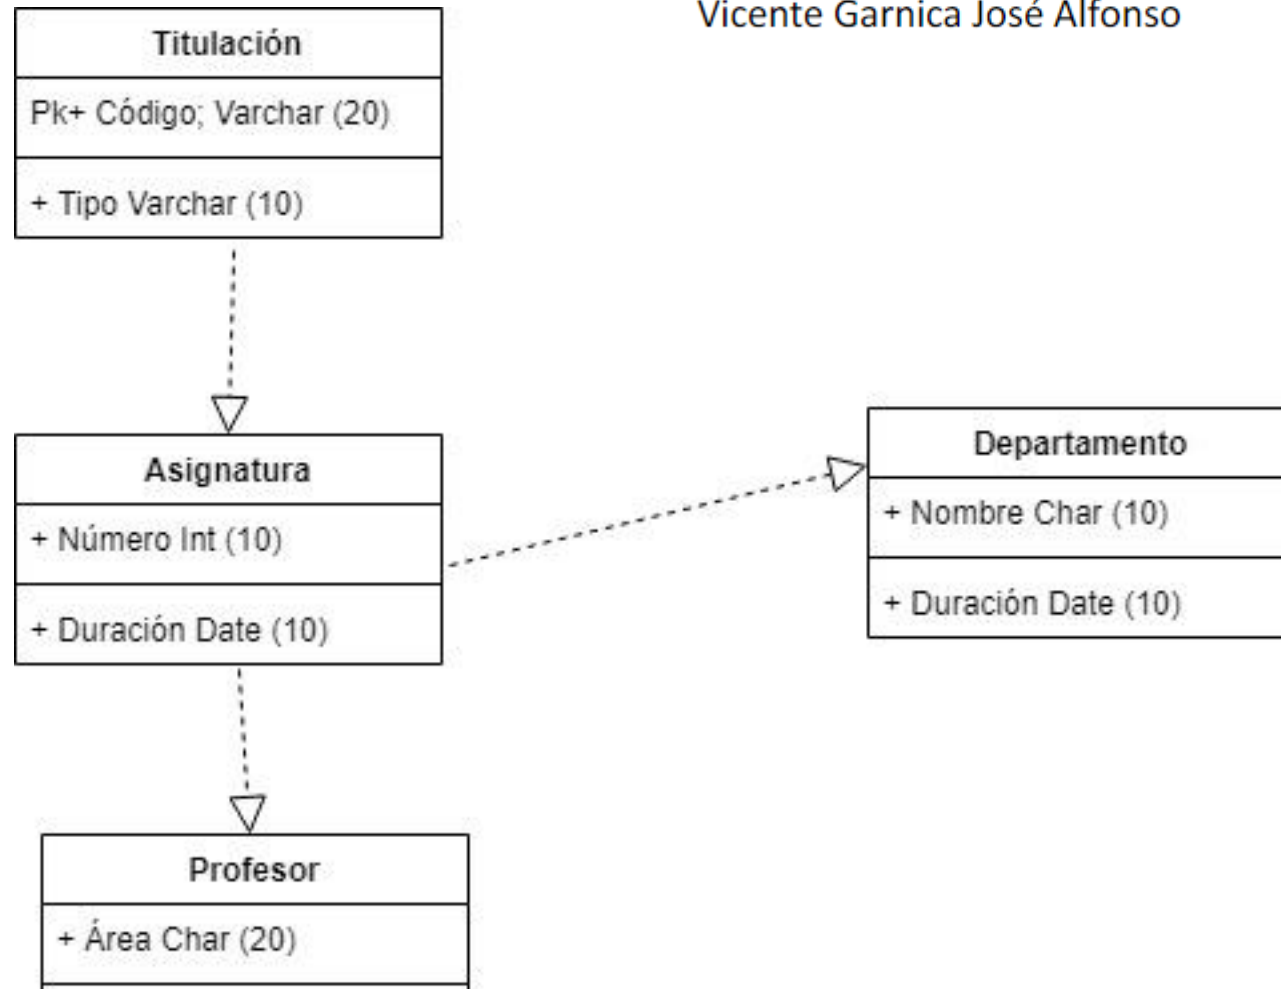 Vicente Garnica José Alfonso
Titulación
Pk+ Código; Varchar (20)
+ Tipo Varchar (10)
Asignatura
+ Número Int (10)
+ Duración Date (10)
Departamento
+ Nombre Char (10)
+ Duración Date (10)
Profesor
+ Área Char (20)